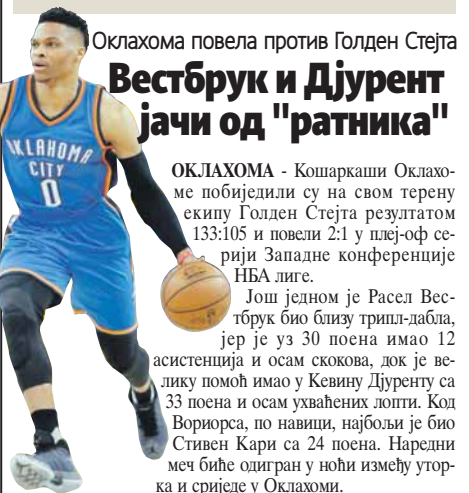 Оклахома повела против Голден Стејта
Вестбрук и Дјурент
јачи од "ратника"
OKLAHOMA
CITY
0
ОКЛАХОМА - Кошаркаши Оклахо-
ме побиједили су на свом терену
екипу Голден Стејта резултатом
133:105 и повели 2:1 у плеј-оф се-
рији Западне конференције
НБА лиге.
Још једном је Расел Вес-
тбрук био близу трипл-дабла,
јер је уз 30 поена имао 12
асистенција и осам скокова, док је ве-
лику помоћ имао у Кевину Дјуренту са
33 поена и осам ухваћених лопти. Код
Вориорса, по навици, најбољи је био
Стивен Кари са 24 поена. Наредни
меч биће одигран у ноћи између утор-
ка и сриједе у Оклахоми.